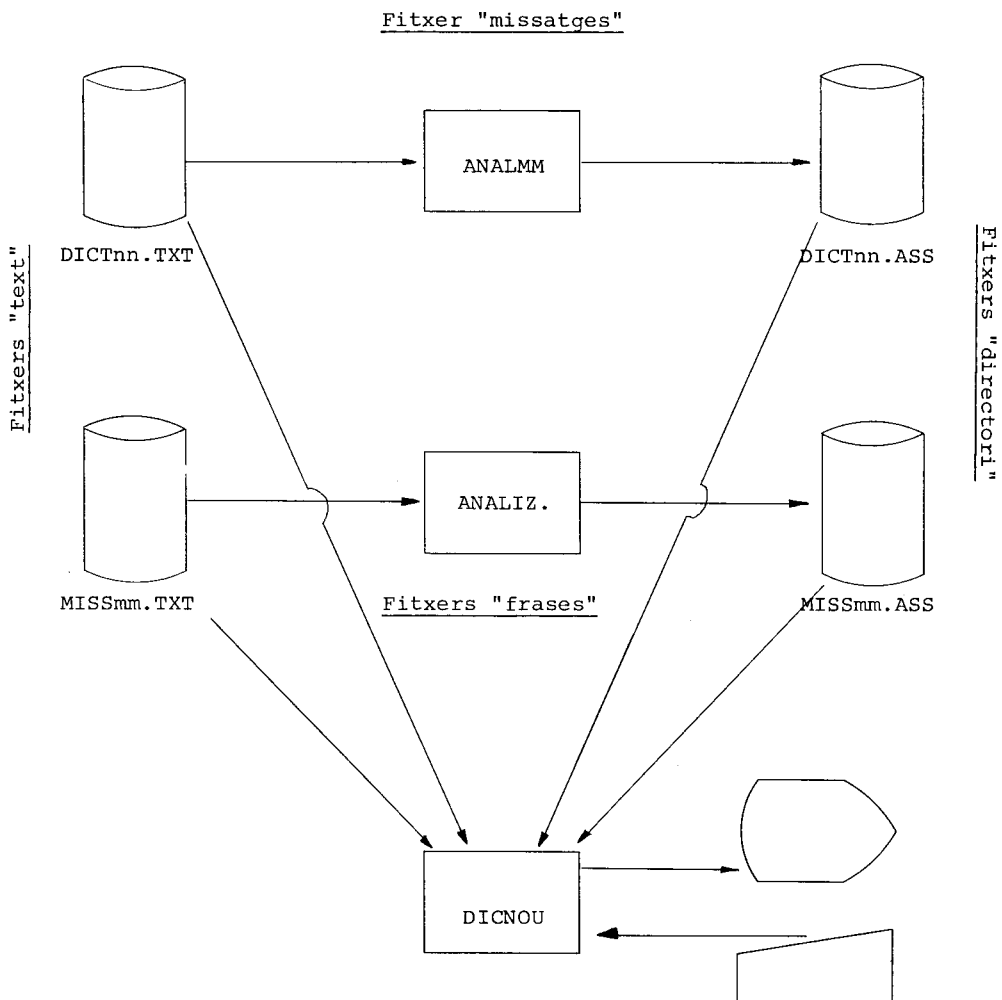 Fitxer "missatges"
ANALMM
DICTnn.TXT
DICTnn.ASS
Fitxers "text"
Fitxers "directori"
ANALIZ.
MISSmm.TXT
Fitxers "frases"
MISSmm.ASS
DICNOU